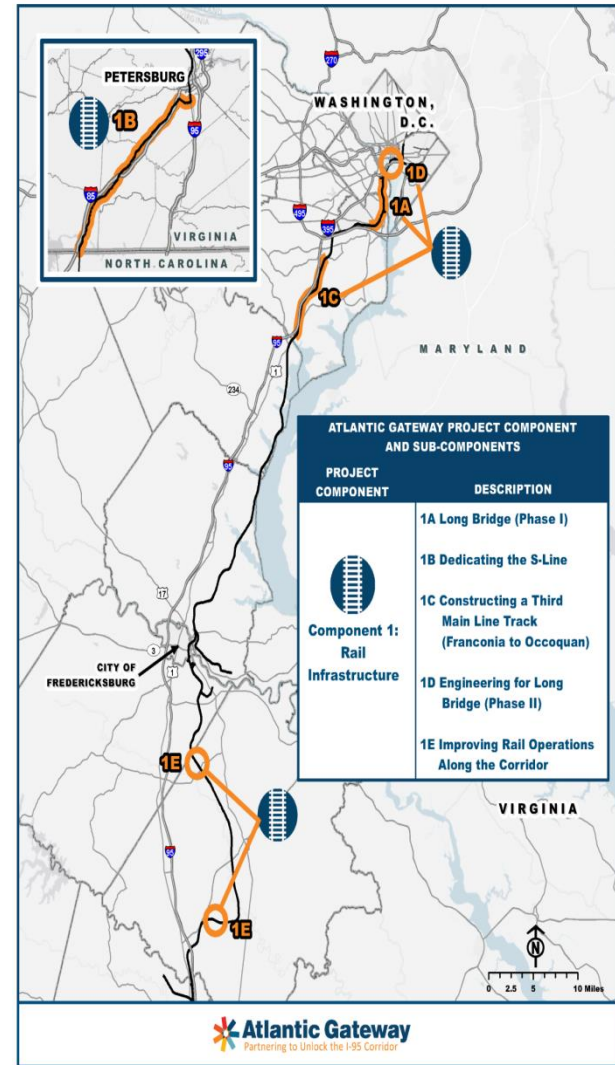 295
PETERSBURG
1B
95
85
VIRGINIA
NORTH CAROLINA
270
WASHINGTON,
D.C.
1D
1A
495
395
1C
95
1
MARYLAND
234
95
ATLANTIC GATEWAY PROJECT COMPONENT
AND SUB-COMPONENTS
PROJECT
COMPONENT
DESCRIPTION
Component 1:
Rail
Infrastructure
1A Long Bridge (Phase I)
1B Dedicating the S-Line
1C Constructing a Third
Main Line Track
(Franconia to Occoquan)
1D Engineering for Long
Bridge (Phase II)
1E Improving Rail Operations
Along the Corridor
17
3
1
CITY OF
FREDERICKSBURG
1E
VIRGINIA
95
1E
N
0 2.5 5 10 Miles
Atlantic Gateway
Partnering to Unlock the I-95 Corridor